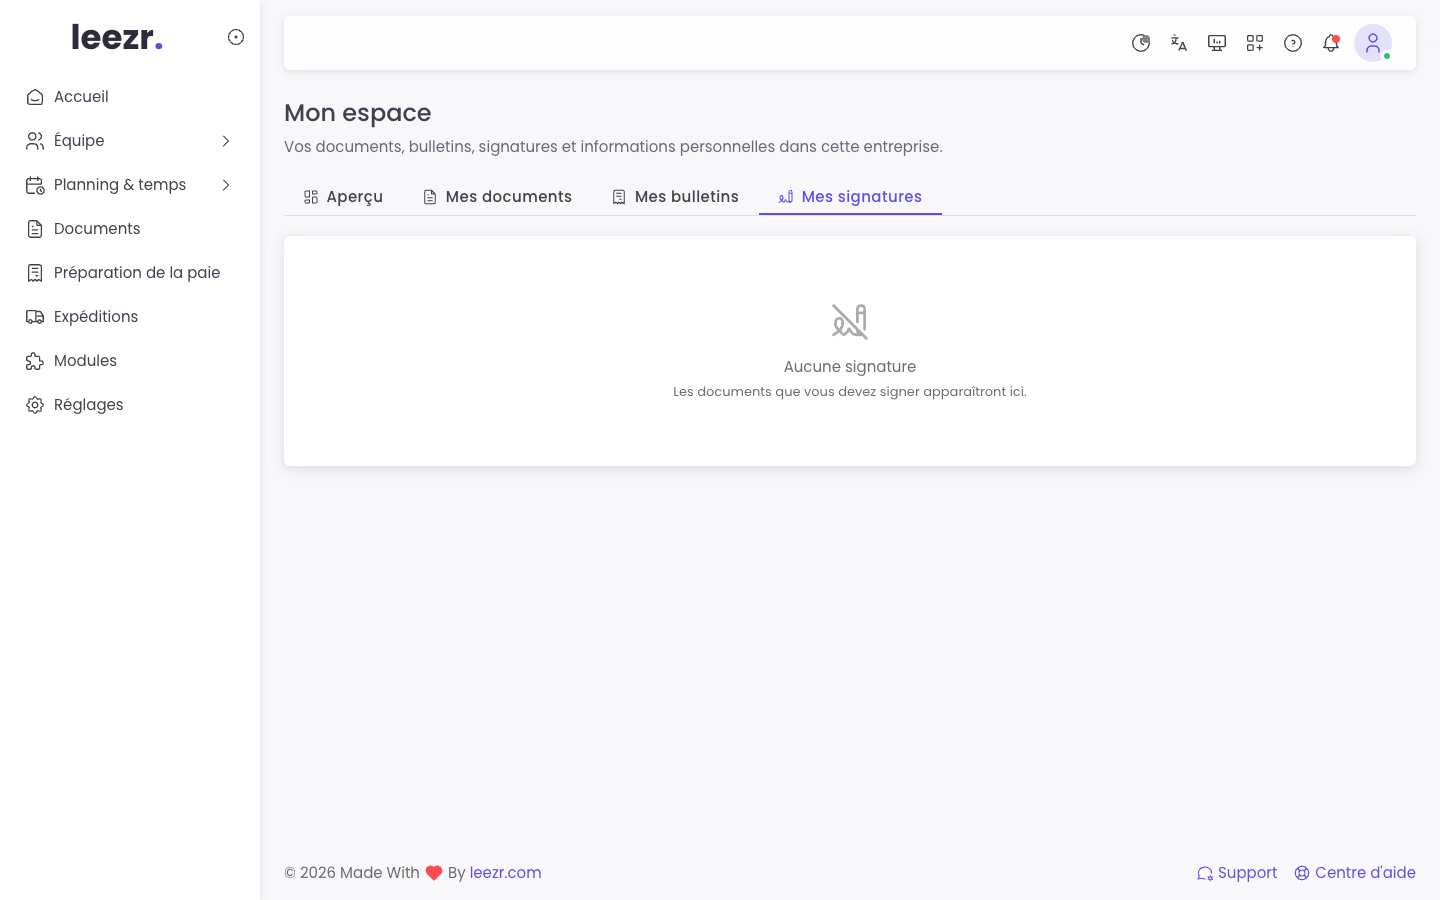 leezr.
Accueil
Équipe
Planning & temps
Documents
Préparation de la paie
Expéditions
Modules
Réglages
Mon espace
Vos documents, bulletins, signatures et informations personnelles dans cette entreprise.
Aperçu
Mes documents
Mes bulletins
Mes signatures
Aucune signature
Les documents que vous devez signer apparaîtront ici.
© 2026 Made With By leezr.com
Support
Centre d'aide